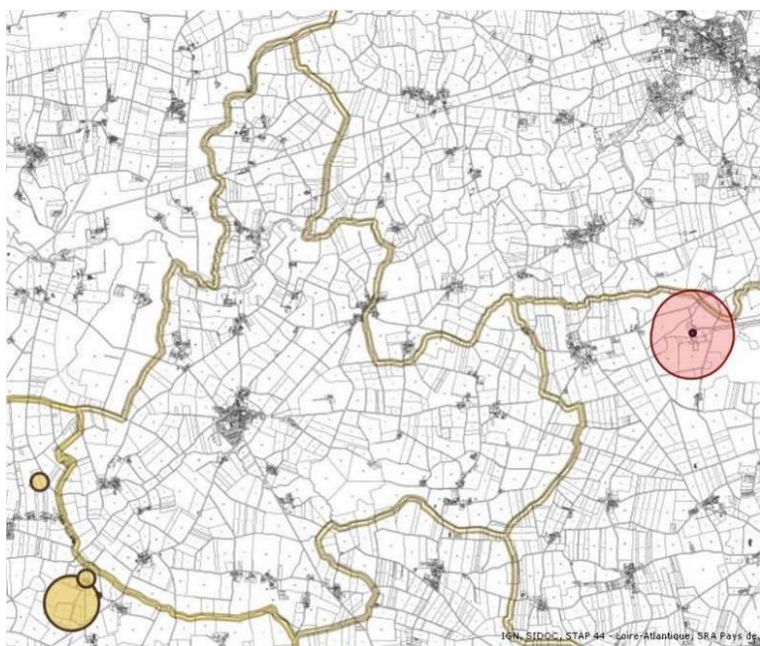 IGN, SIDOC, STAP 44 - Loire-Atlantique, SRA Pays de